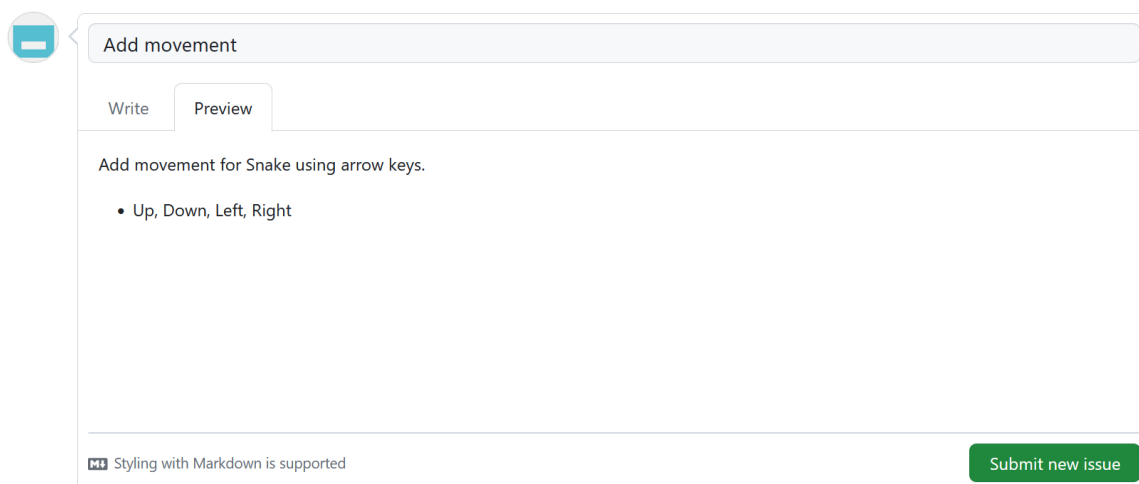 Add movement
Write Preview
Add movement for Snake using arrow keys.
• Up, Down, Left, Right
Styling with Markdown is supported
Submit new issue